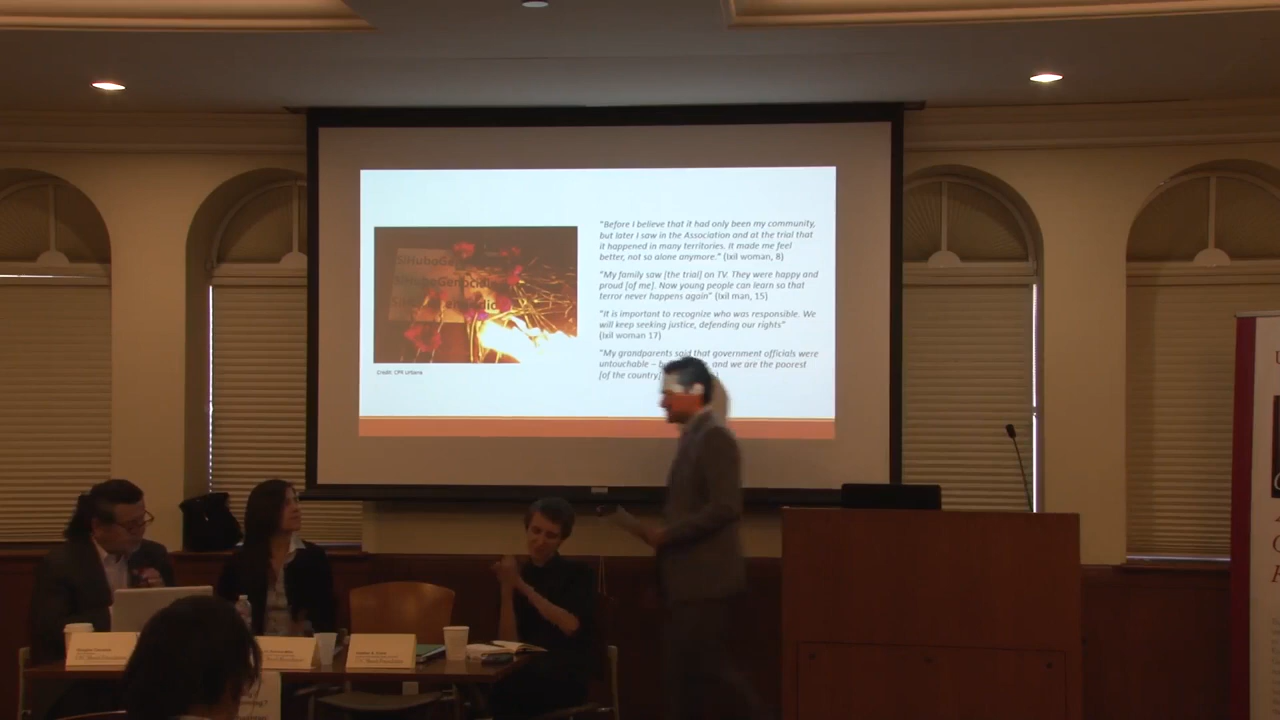 SiHuboGe
HuboGenocidi
"Before I believe that it had only been my community,
but later I saw in the Association and at the trial that
it happened in many territories. It made me feel
better, not so alone anymore." (Ixil woman, 8)
"My family saw [the trial] on TV. They were happy and
proud [of me]. Now young people can learn so that
terror never happens again" (Ixil man, 15)
"It is important to recognize who was responsible. We
will keep seeking justice, defending our rights"
(Ixil woman 17)
"My grandparents said that government officials were
untouchable – and we are the poorest
[of the country]
Credit: CPR Urbana